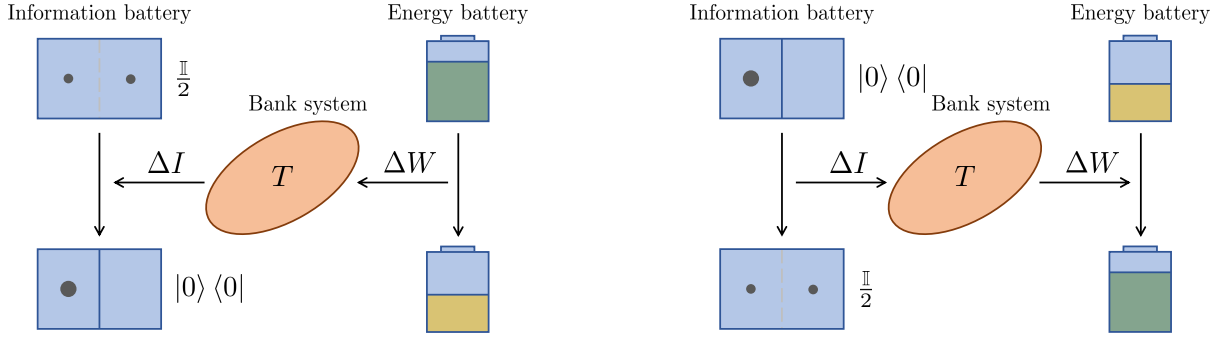 Information battery
Energy battery
𝕀/2
Bank system
ΔI
T
ΔW
|0⟩ ⟨0|
Information battery
Energy battery
|0⟩ ⟨0|
Bank system
ΔI
T
ΔW
𝕀/2